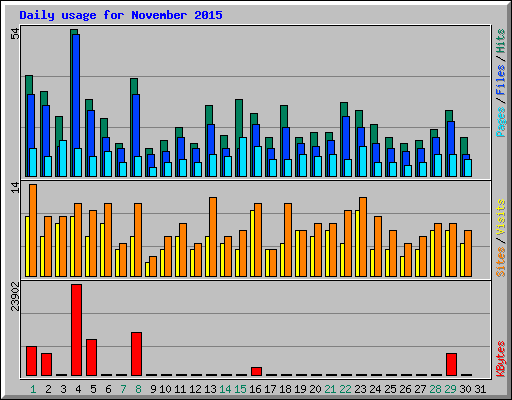 Daily usage for November 2015
54
Pages / Files / Hits
14
Sites / Visits
23902
KBytes
1 2 3 4 5 6 7 8 9 10 11 12 13 14 15 16 17 18 19 20 21 22 23 24 25 26 27 28 29 30 31